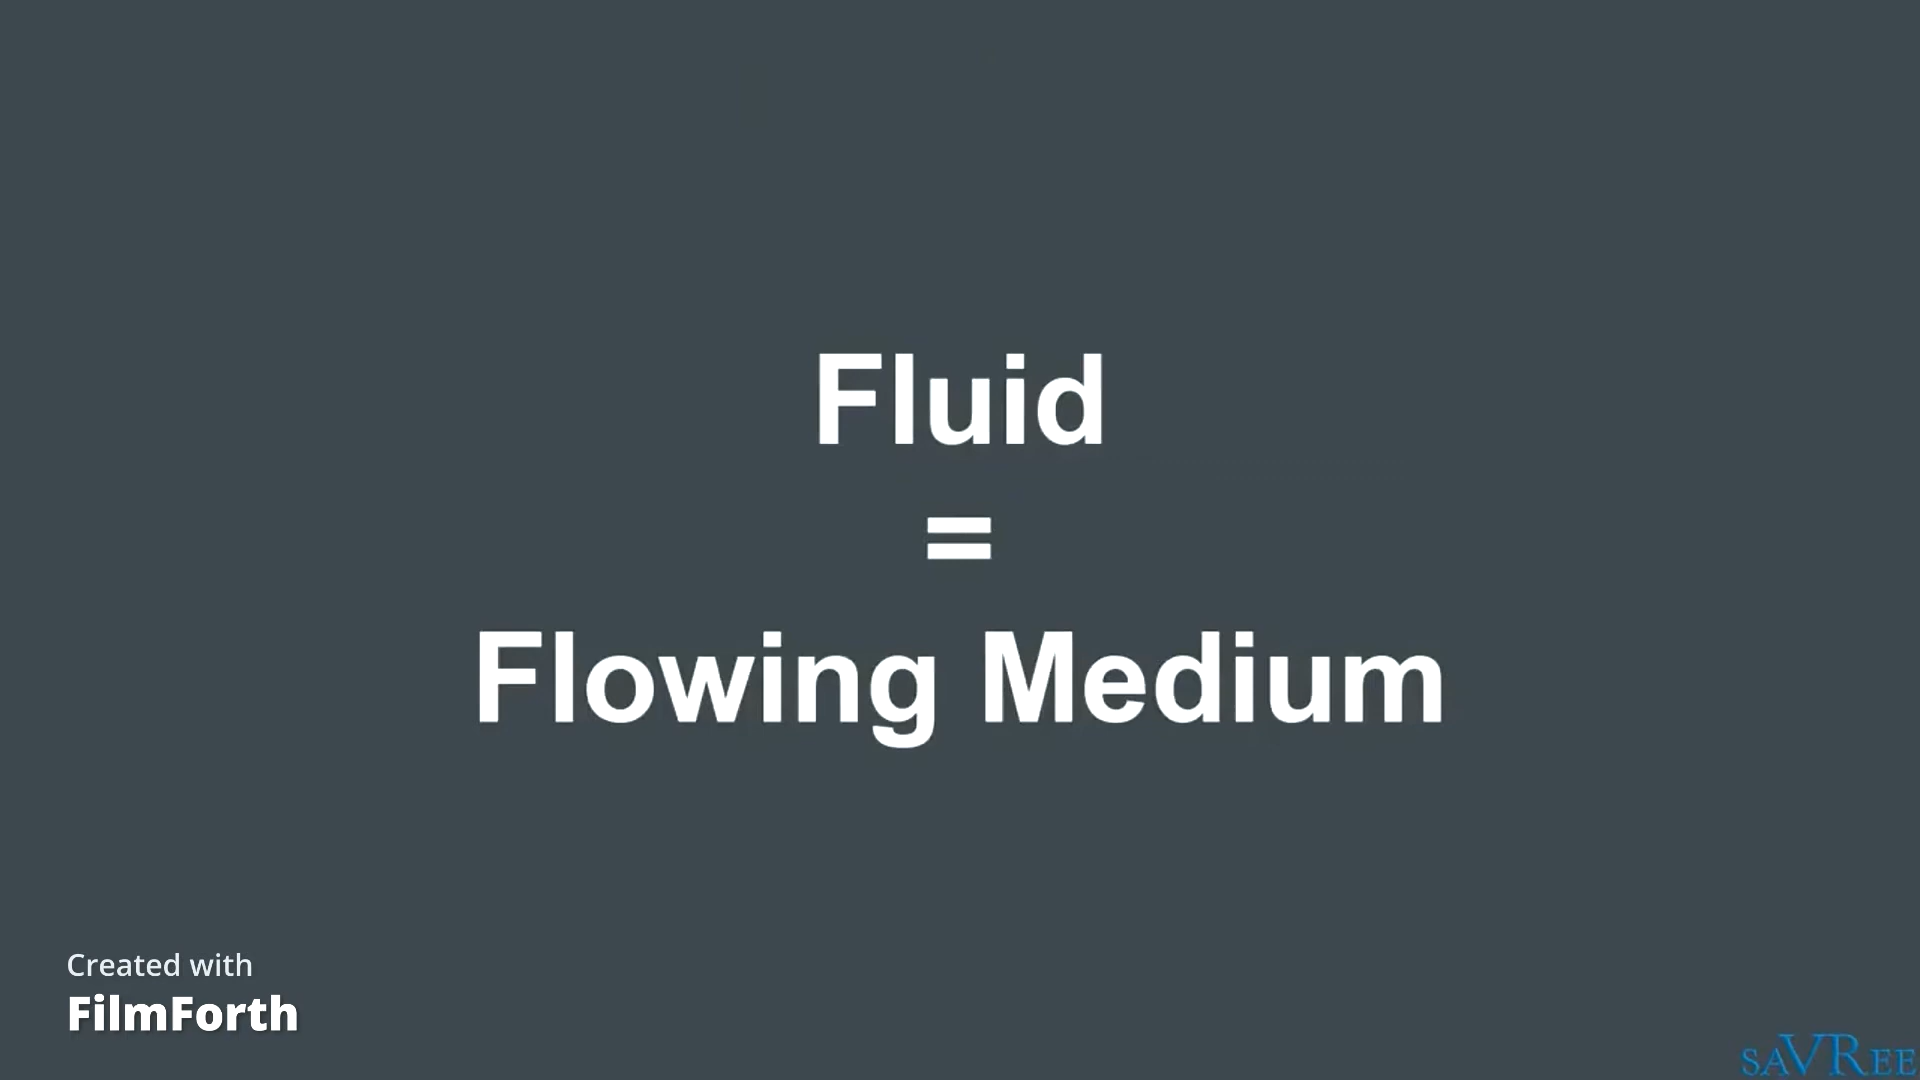 Fluid
=
Flowing Medium
Created with
FilmForth
saVRee